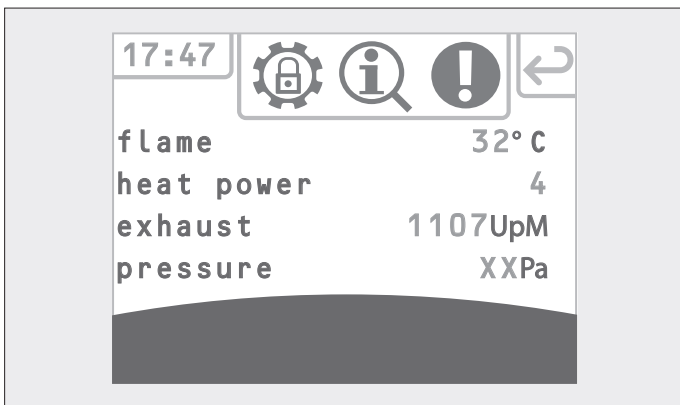 17:47
flame 32°C
heat power 4
exhaust 1107UpM
pressure XXPa